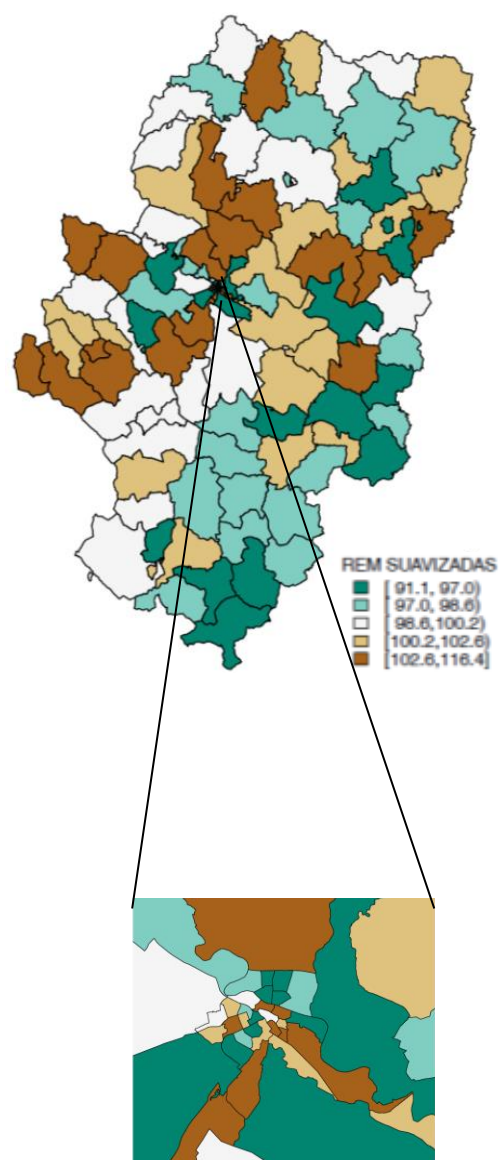 REM SUAVIZADAS
[ 91.1, 97.0)
[ 97.0, 98.6)
[ 98.6,100.2)
[100.2,102.6)
[102.6,116.4]